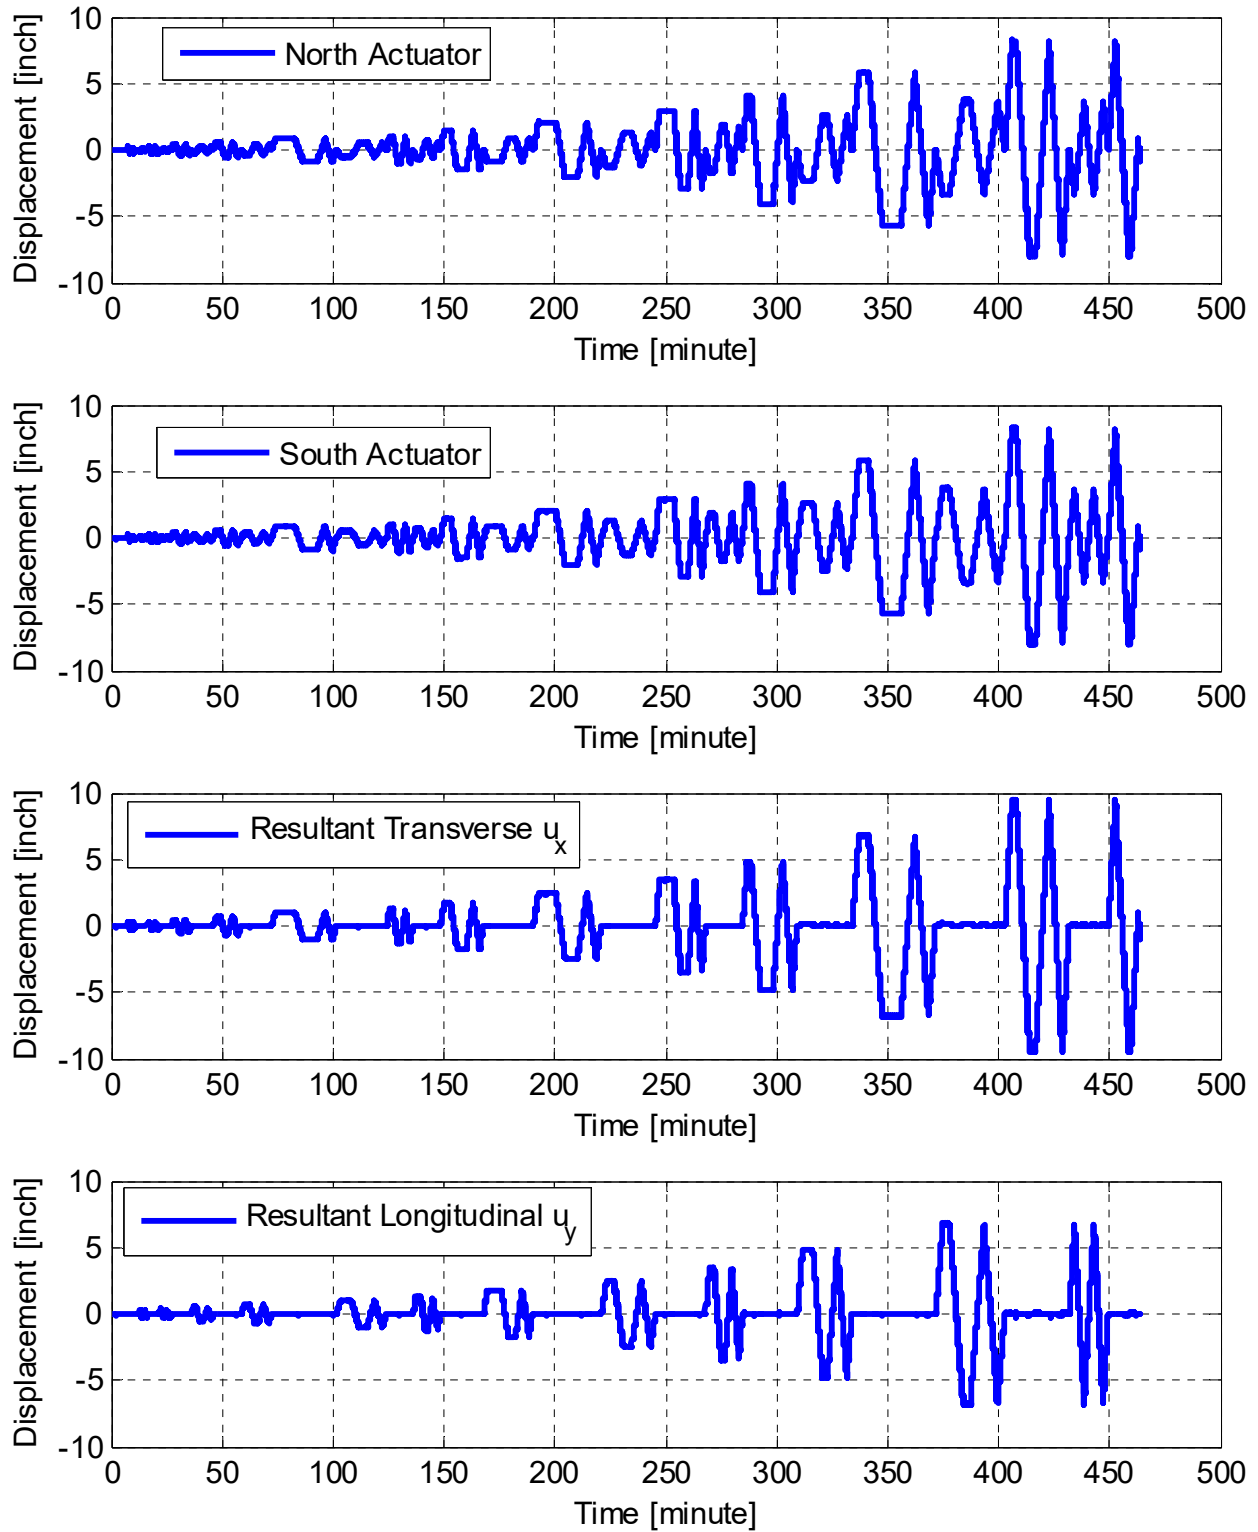 10
5
0
-5
-10
Displacement [inch]
North Actuator
0 50 100 150 200 250 300 350 400 450 500
Time [minute]
10
5
0
-5
-10
Displacement [inch]
South Actuator
0 50 100 150 200 250 300 350 400 450 500
Time [minute]
10
5
0
-5
-10
Displacement [inch]
Resultant Transverse u_x
0 50 100 150 200 250 300 350 400 450 500
Time [minute]
10
5
0
-5
-10
Displacement [inch]
Resultant Longitudinal u_y
0 50 100 150 200 250 300 350 400 450 500
Time [minute]